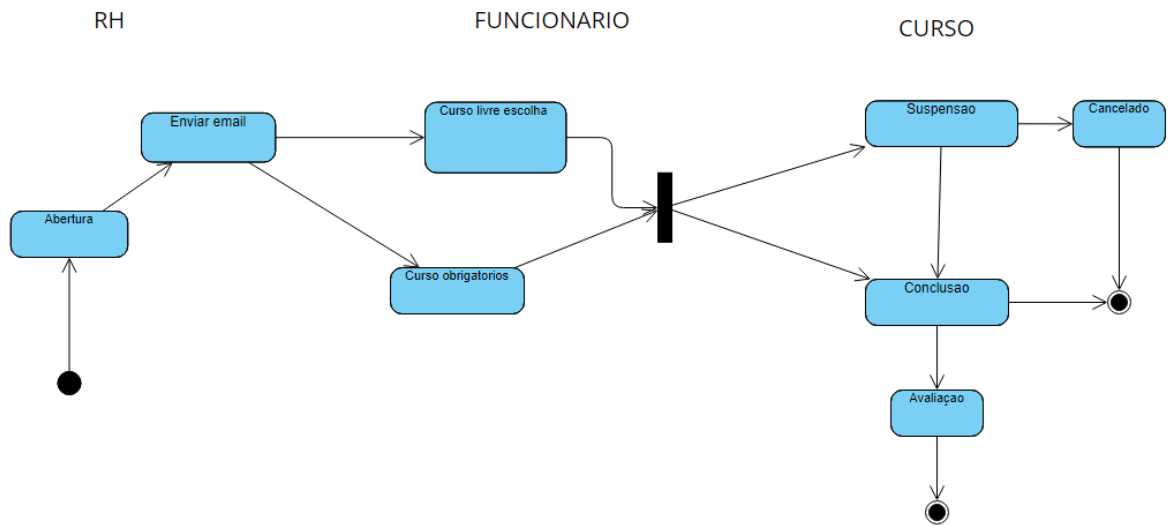 RH
FUNCIONARIO
CURSO
Enviar email
Curso livre escolha
Suspensao
Cancelado
Abertura
Curso obrigatorios
Conclusao
Avaliaçao